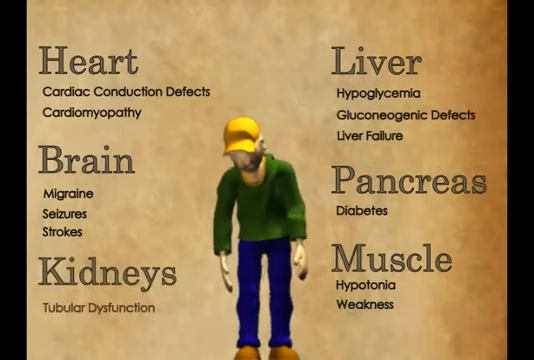 Heart
Cardiac Conduction Defects
Cardiomyopathy
Brain
Migraine
Seizures
Strokes
Kidneys
Tubular Dysfunction
Liver
Hypoglycemia
Gluconeogenic Defects
Liver Failure
Pancreas
Diabetes
Muscle
Hypotonia
Weakness